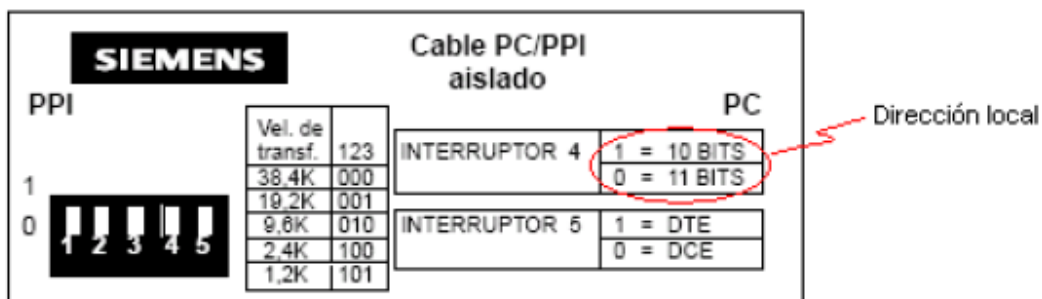 SIEMENS
Cable PC/PPI
aislado
PPI
PC
Dirección local
1
0
1 2 3 4 5
Vel. de
transf. 123
38,4K 000
19,2K 001
9,6K 010
2,4K 100
1,2K 101
INTERRUPTOR 4
1 = 10 BITS
0 = 11 BITS
INTERRUPTOR 5
1 = DTE
0 = DCE